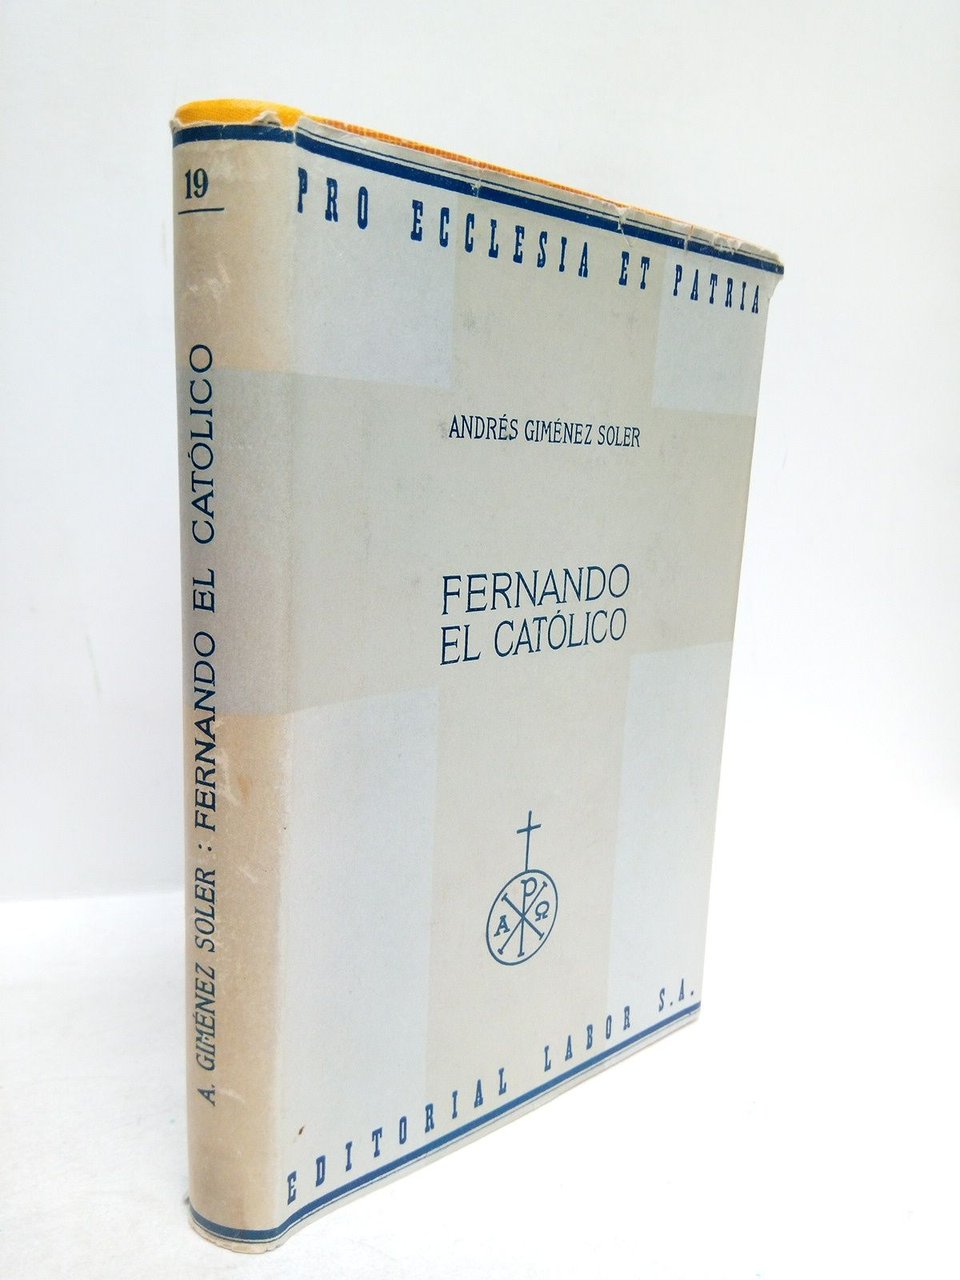 19
A. GIMÉNEZ SOLER : FERNANDO EL CATÓLICO
PRO ECCLESIA ET PATRIA
ANDRÉS GIMÉNEZ SOLER
FERNANDO
EL CATÓLICO
Α Ρ Ω
EDITORIAL LABOR S.A.